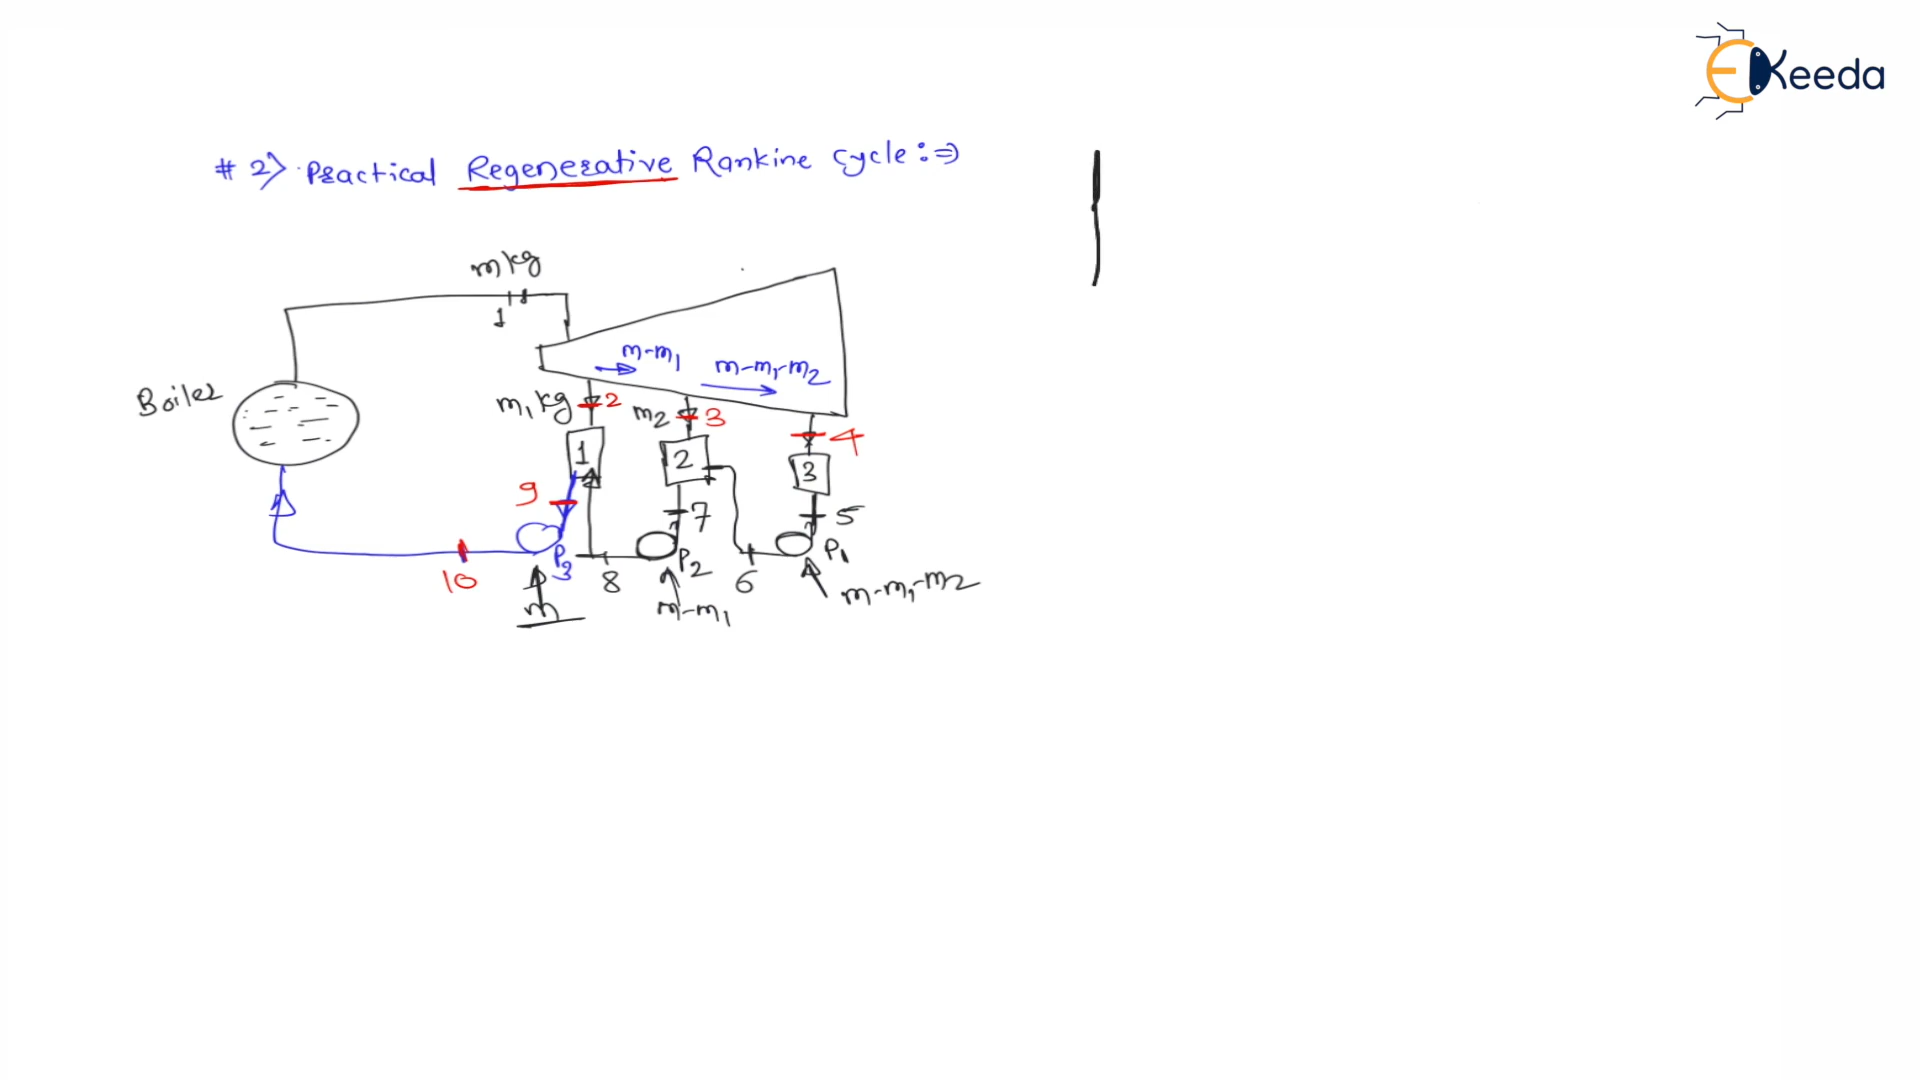 EKeeda
# 2) Practical Regenerative Rankine cycle :⇒
m kg
1
m-m1
m-m1-m2
Boiler
m1 kg
2
m2
3
4
1
2
3
9
7
5
P3
P2
P1
10
8
6
m
m-m1
m-m1-m2